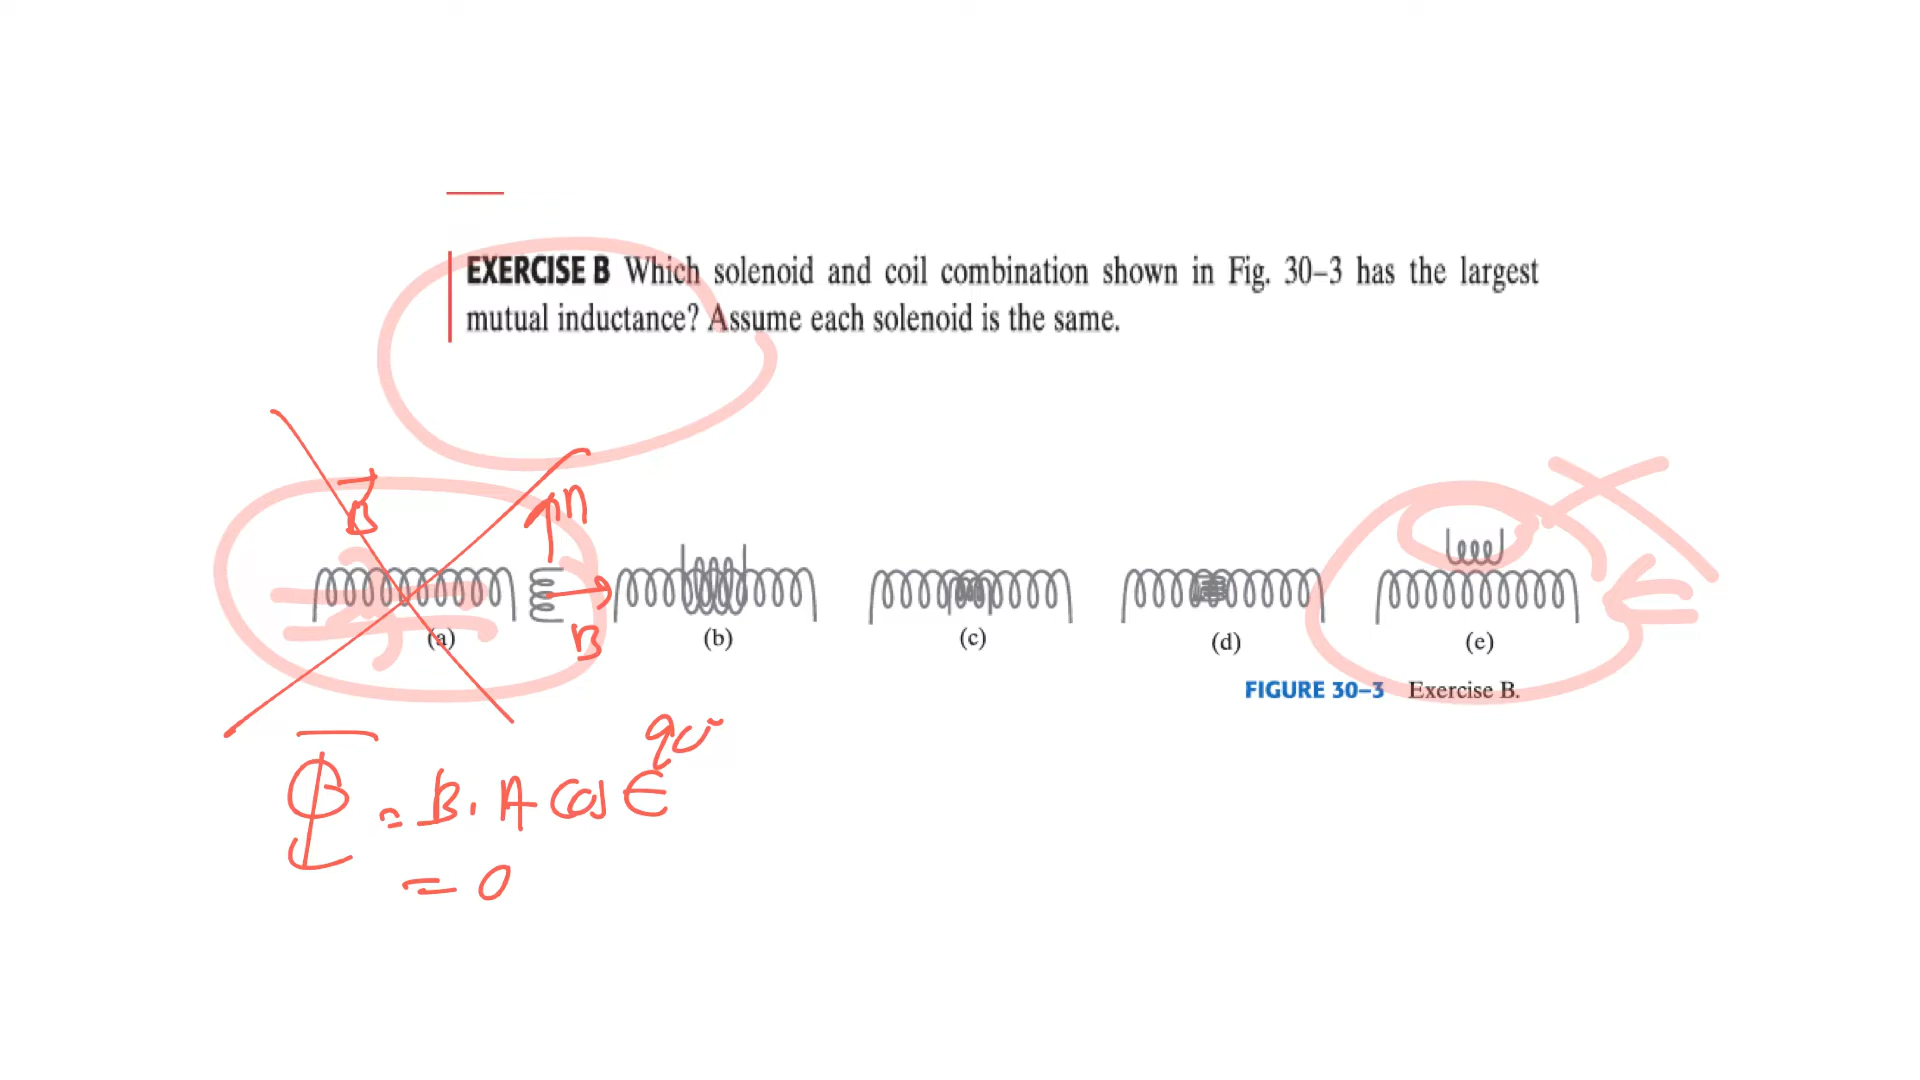 EXERCISE B Which solenoid and coil combination shown in Fig. 30–3 has the largest
mutual inductance? Assume each solenoid is the same.
B
n
B
(a)
(b)
(c)
(d)
(e)
FIGURE 30–3 Exercise B.
90°
Φ = B. A cos θ
= 0